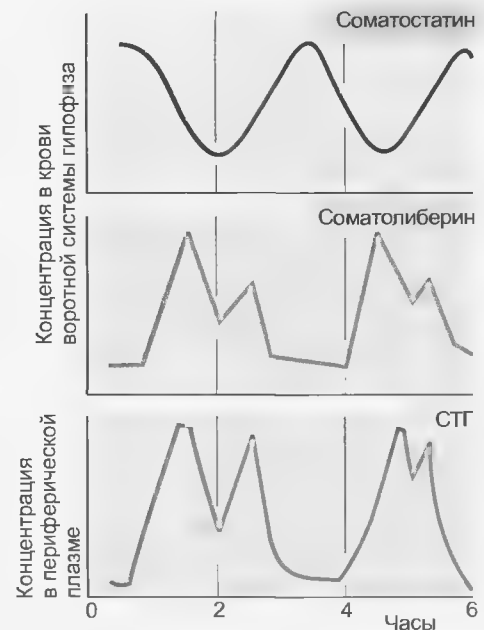 Соматостатин
Концентрация в крови
воротной системы гипофиза
Соматолиберин
СТГ
Концентрация
в периферической
плазме
0 2 4 6
Часы